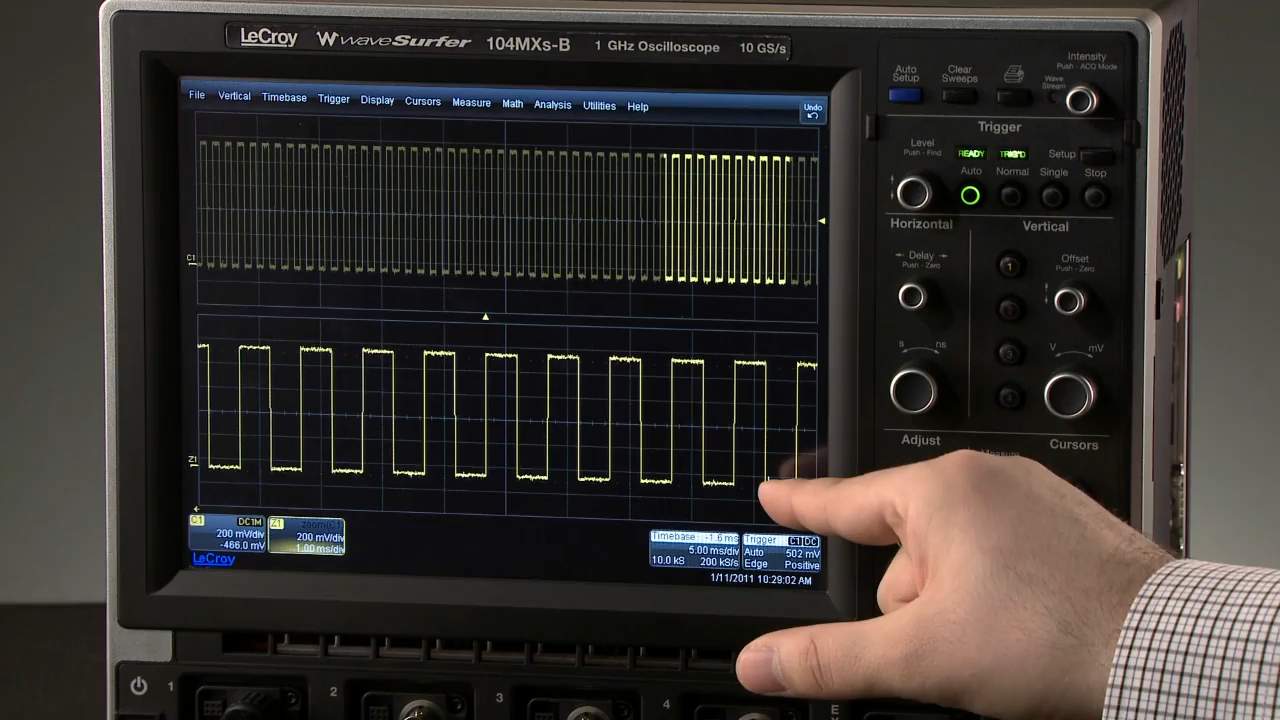 LeCroy waveSurfer 104MXs-B 1 GHz Oscilloscope 10 GS/s
File Vertical Timebase Trigger Display Cursors Measure Math Analysis Utilities Help
Undo
C1
Z1
C1 DC1M
200 mV/div
-466.0 mV
Z1 zoom(C1)
200 mV/div
1.00 ms/div
Timebase -1.6 ms
5.00 ms/div
10.0 kS 200 kS/s
Trigger C1 DC
Auto 502 mV
Edge Positive
LeCroy
1/11/2011 10:29:02 AM
Auto Setup
Clear Sweeps
Intensity
Push - ACQ Mode
Wave Stream
Trigger
Level
Push - Find
READY TRIG'D
Setup
Auto Normal Single Stop
Horizontal Vertical
Delay
Push - Zero
Offset
Push - Zero
1
2
3
4
s ns
V mV
Adjust Cursors
1 2 3 4